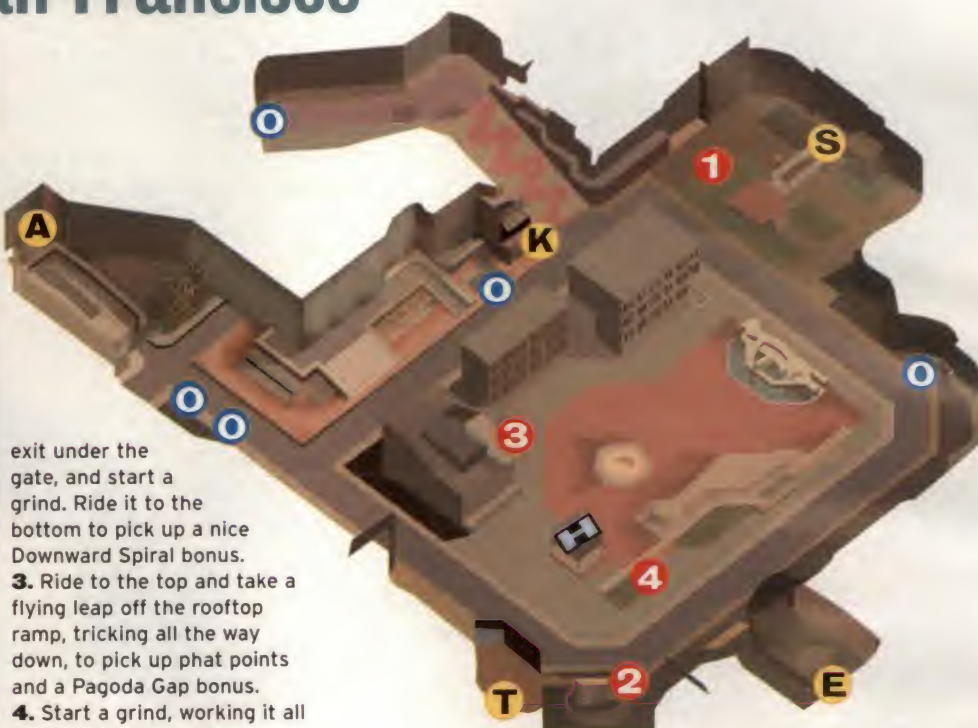 an Francisco
O
S
1
A
K
O
O
O
O
3
H
4
T
2
E
exit under the
gate, and start a
grind. Ride it to the
bottom to pick up a nice
Downward Spiral bonus.
3. Ride to the top and take a
flying leap off the rooftop
ramp, tricking all the way
down, to pick up phat points
and a Pagoda Gap bonus.
4. Start a grind, working it all